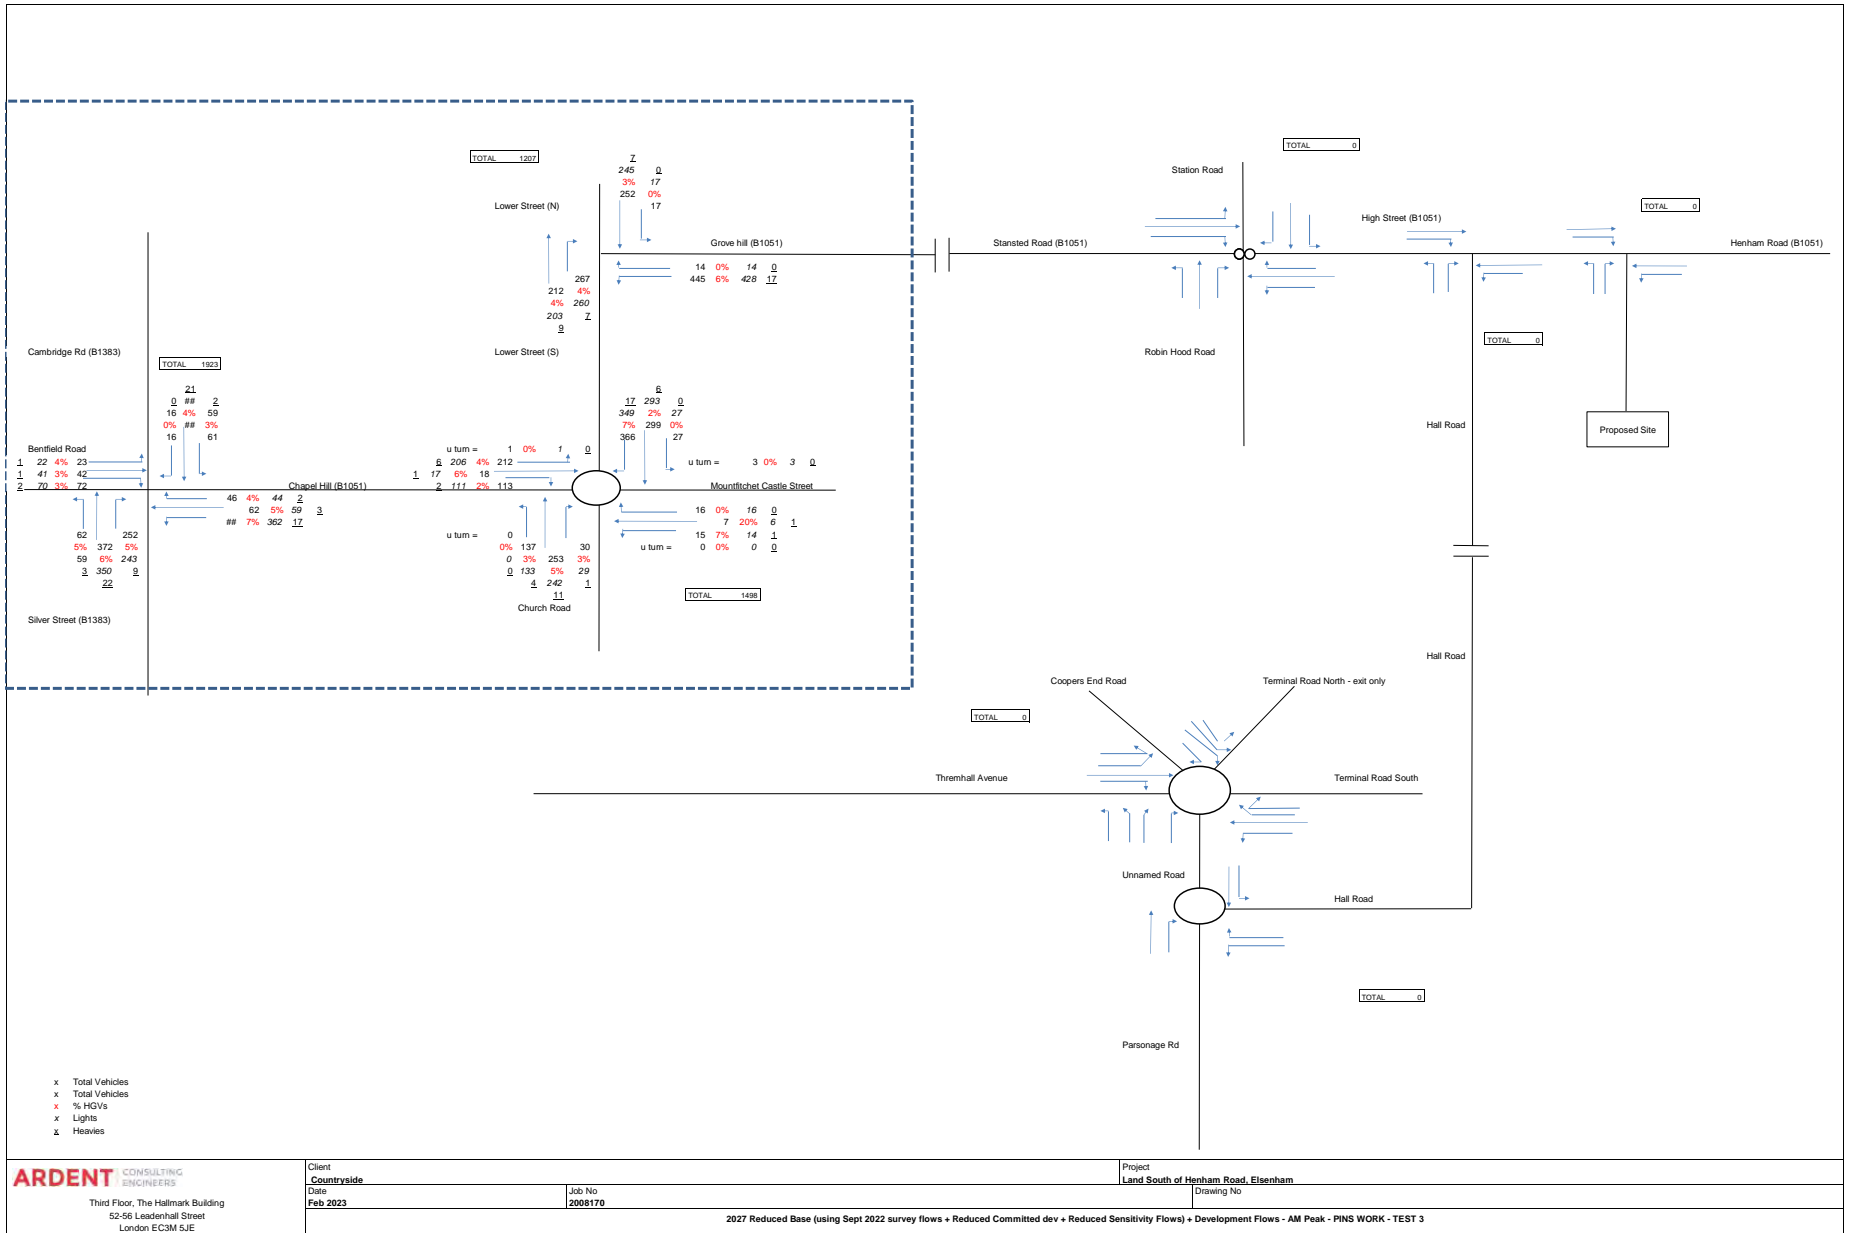 TOTAL 0
TOTAL 1207
7
245 0
3% 17
252 0%
17
Station Road
Lower Street (N)
TOTAL 0
High Street (B1051)
Grove hill (B1051)
Stansted Road (B1051)
Henham Road (B1051)
14 0% 14 0
445 6% 428 17
267
212 4%
4% 260
203 7
9
TOTAL 0
Cambridge Rd (B1383)
Lower Street (S)
Robin Hood Road
TOTAL 1923
21
0 ## 2
16 4% 59
0% ## 3%
16 61
6
17 293 0
349 2% 27
7% 299 0%
366 27
Hall Road
Proposed Site
Bentfield Road
1 22 4% 23
1 41 3% 42
2 70 3% 72
u turn = 1 0% 1 0
6 206 4% 212
1 17 6% 18
2 111 2% 113
u turn = 3 0% 3 0
Chapel Hill (B1051)
Mountfitchet Castle Street
46 4% 44 2
62 5% 59 3
## 7% 362 17
16 0% 16 0
7 20% 6 1
15 7% 14 1
u turn = 0 0% 0 0
62 252
5% 372 5%
59 6% 243
3 350 9
22
u turn = 0
0% 137 30
0 3% 253 3%
0 133 5% 29
4 242 1
11
TOTAL 1498
Church Road
Silver Street (B1383)
Hall Road
Coopers End Road
Terminal Road North - exit only
TOTAL 0
Thremhall Avenue
Terminal Road South
Unnamed Road
Hall Road
TOTAL 0
Parsonage Rd
x Total Vehicles
x Total Vehicles
x % HGVs
x Lights
x Heavies
ARDENT CONSULTING ENGINEERS
Third Floor, The Hallmark Building
52-56 Leadenhall Street
London EC3M 5JE
Client
Countryside
Project
Land South of Henham Road, Elsenham
Date
Feb 2023
Job No
2008170
Drawing No
2027 Reduced Base (using Sept 2022 survey flows + Reduced Committed dev + Reduced Sensitivity Flows) + Development Flows - AM Peak - PINS WORK - TEST 3